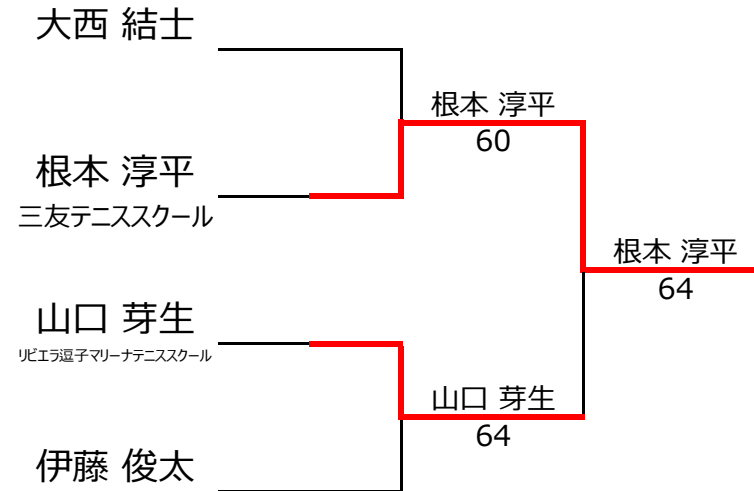 大西 結士
根本 淳平
60
根本 淳平
三友テニススクール
根本 淳平
64
山口 芽生
リビエラ逗子マリーナテニススクール
山口 芽生
64
伊藤 俊太